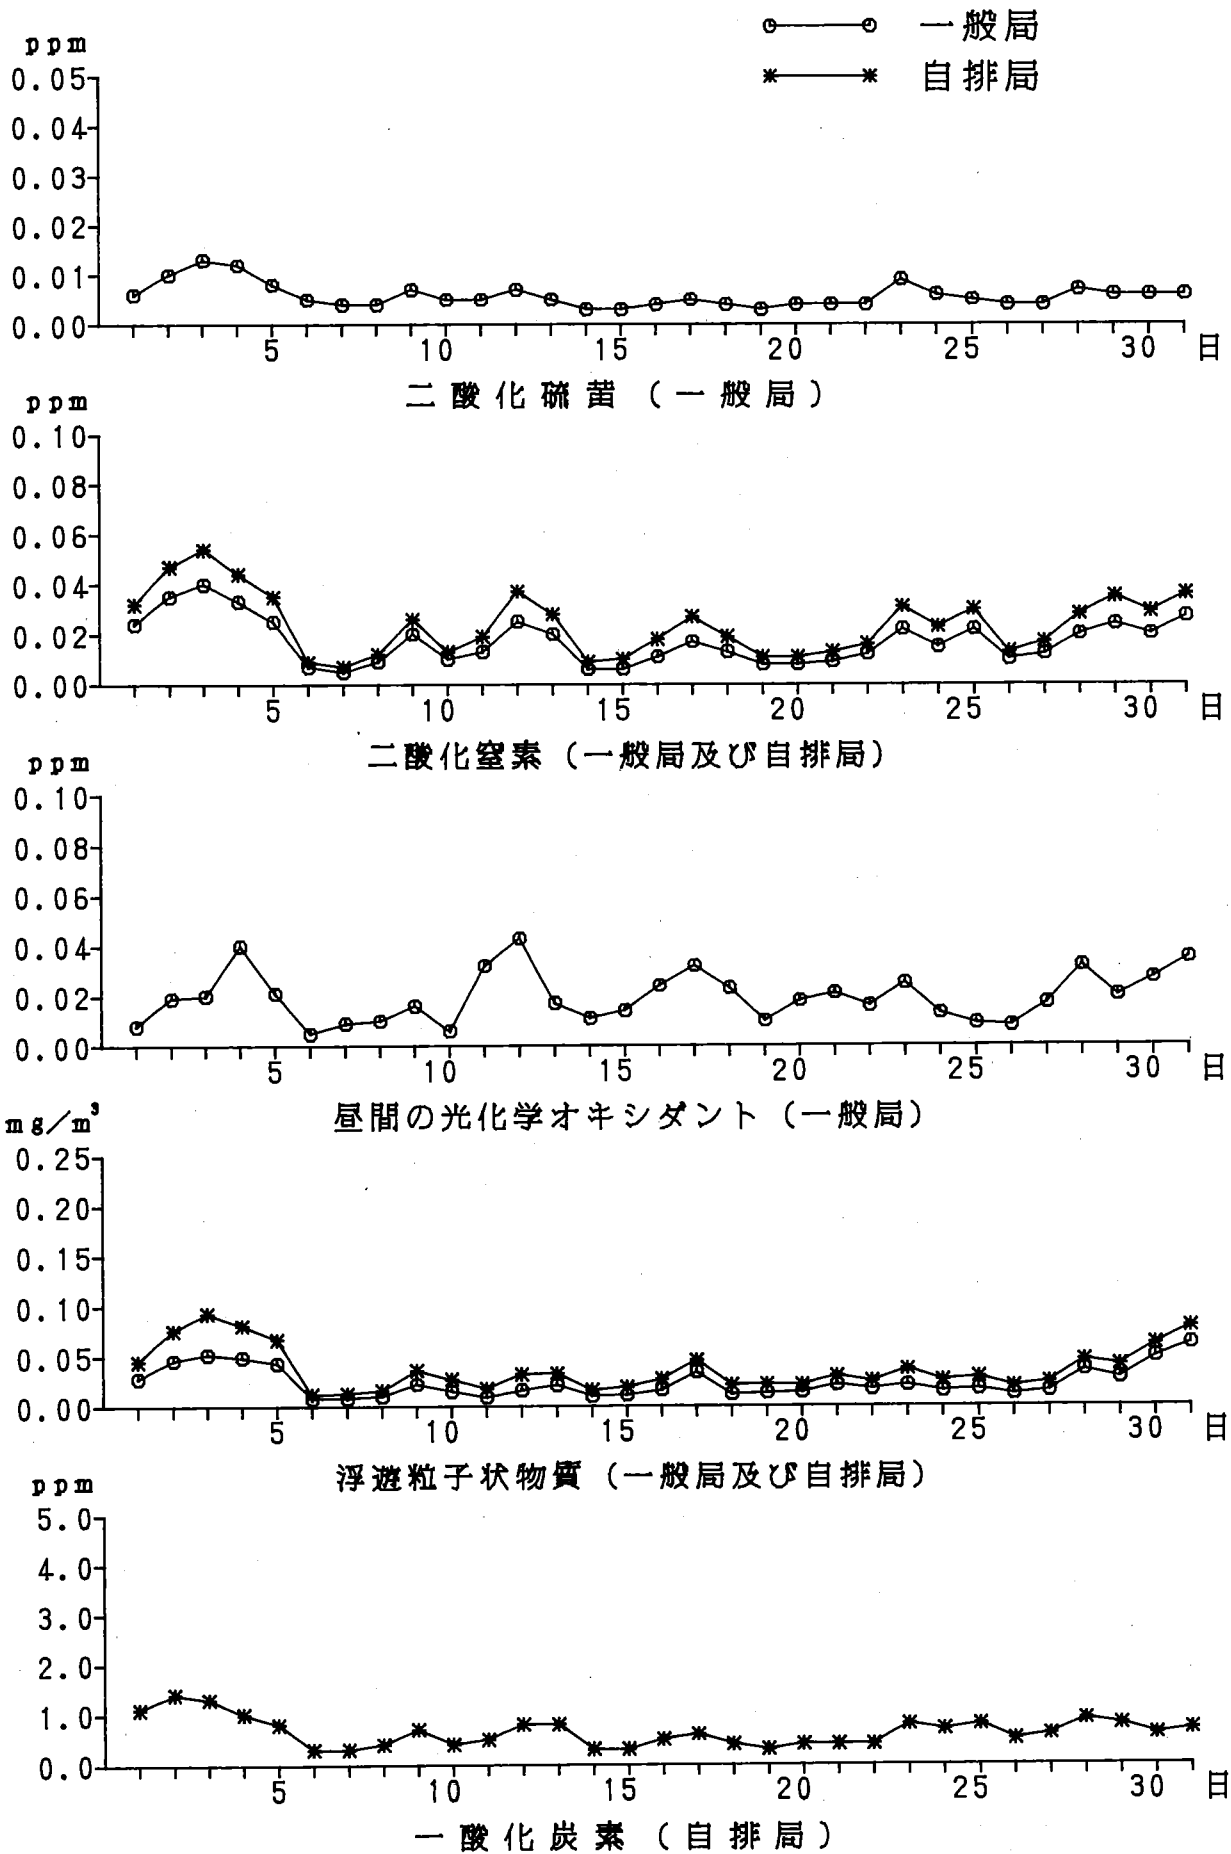 一般局
自排局
ppm
0.05
0.04
0.03
0.02
0.01
0.00
5 10 15 20 25 30 日
二酸化硫黄(一般局)
ppm
0.10
0.08
0.06
0.04
0.02
0.00
5 10 15 20 25 30 日
二酸化窒素(一般局及び自排局)
ppm
0.10
0.08
0.06
0.04
0.02
0.00
5 10 15 20 25 30 日
昼間の光化学オキシダント(一般局)
mg/m³
0.25
0.20
0.15
0.10
0.05
0.00
5 10 15 20 25 30 日
浮遊粒子状物質(一般局及び自排局)
ppm
5.0
4.0
3.0
2.0
1.0
0.0
5 10 15 20 25 30 日
一酸化炭素(自排局)